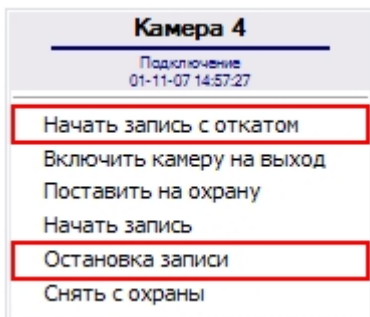 Камера 4
Подключение
01-11-07 14:57:27
Начать запись с откатом
Включить камеру на выход
Поставить на охрану
Начать запись
Остановка записи
Снять с охраны